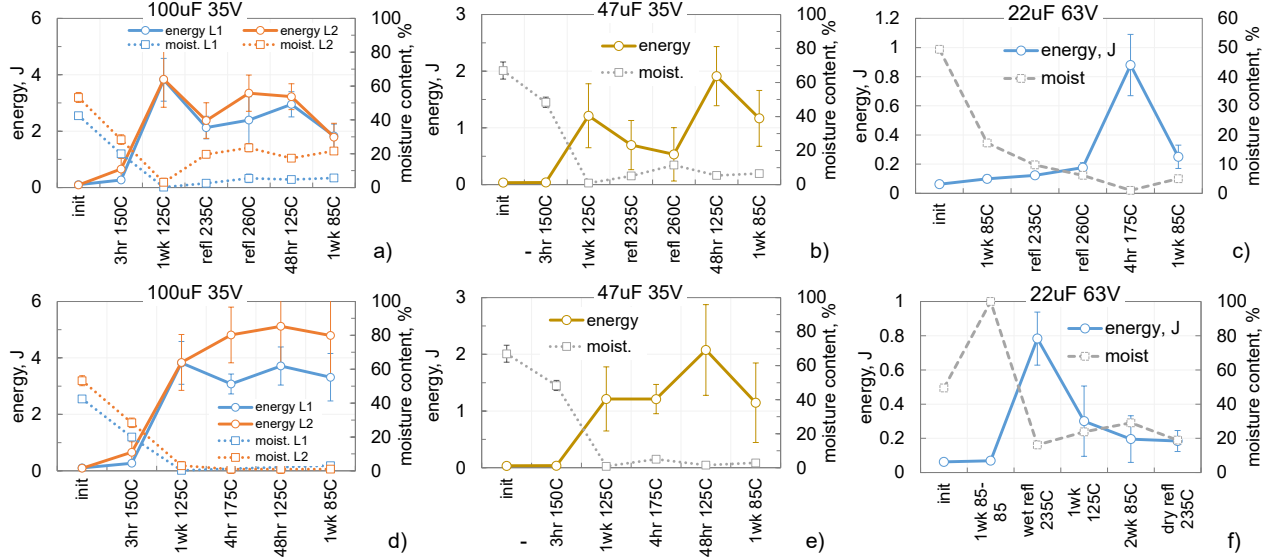 100uF 35V
energy L1
energy L2
moist. L1
moist. L2
energy, J
6
4
2
0
100
90
80
70
60
50
40
30
20
10
0
moisture content, %
init
3hr 150C
1wk 125C
refl 235C
refl 260C
48hr 125C
1wk 85C
a)
47uF 35V
energy
moist.
energy, J
3
2
1
0
100
80
60
40
20
0
moisture content, %
init
- 3hr 150C
1wk 125C
refl 235C
refl 260C
48hr 125C
1wk 85C
b)
22uF 63V
energy, J
moist
energy, J
1.2
1
0.8
0.6
0.4
0.2
0
60
50
40
30
20
10
0
moisture content, %
init
1wk 85C
refl 235C
refl 260C
4hr 175C
1wk 85C
c)
100uF 35V
energy L1
energy L2
moist. L1
moist. L2
energy, J
6
4
2
0
100
80
60
40
20
0
moisture content, %
init
3hr 150C
1wk 125C
4hr 175C
48hr 125C
1wk 85C
d)
47uF 35V
energy
moist.
energy, J
3
2
1
0
100
80
60
40
20
0
moisture content, %
init
- 3hr 150C
1wk 125C
4hr 175C
48hr 125C
1wk 85C
e)
22uF 63V
energy, J
moist
energy, J
1
0.8
0.6
0.4
0.2
0
100
80
60
40
20
0
moisture content, %
init
1wk 85-
85
wet refl
235C
1wk
125C
2wk 85C
dry refl
235C
f)